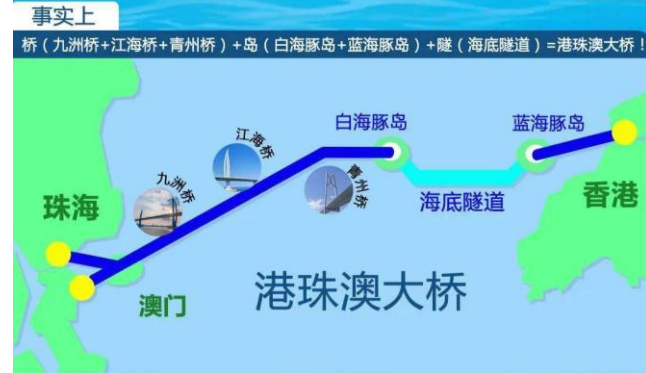 事实上
桥（九洲桥+江海桥+青州桥）+岛（白海豚岛+蓝海豚岛）+隧（海底隧道）=港珠澳大桥！
江海桥
白海豚岛
蓝海豚岛
九洲桥
青州桥
珠海
海底隧道
香港
港珠澳大桥
澳门